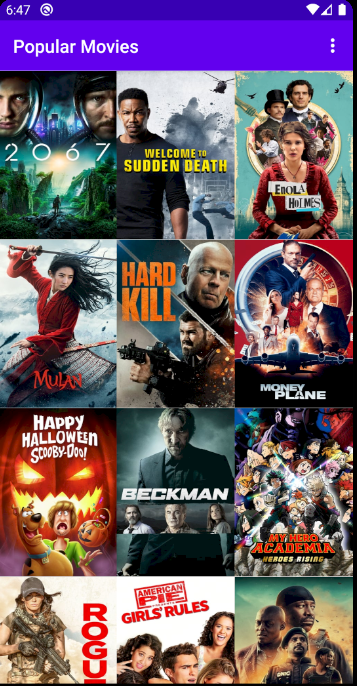 6:47
Popular Movies
2067
WELCOME TO
SUDDEN DEATH
ENOLA
HOLMES
MULAN
HARD
KILL
MONEY
PLANE
HAPPY
HALLOWEEN
SCOOBY-DOO!
BECKMAN
MY HERO
ACADEMIA
HEROES RISING
ROGU
AMERICAN
PIE
GIRLS' RULES